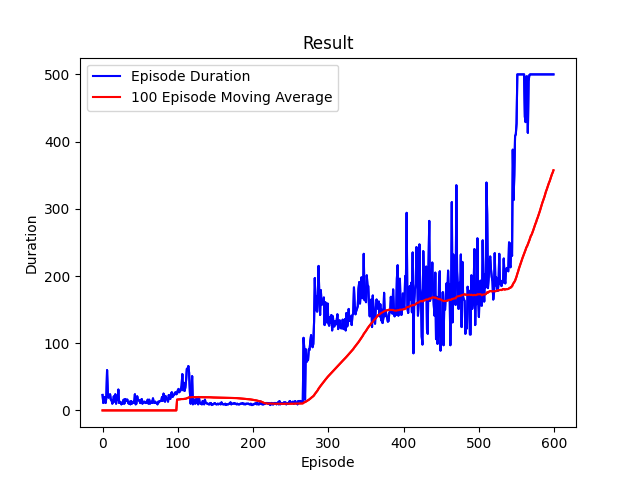 Result
Episode Duration
100 Episode Moving Average
Duration
500
400
300
200
100
0
0 100 200 300 400 500 600
Episode